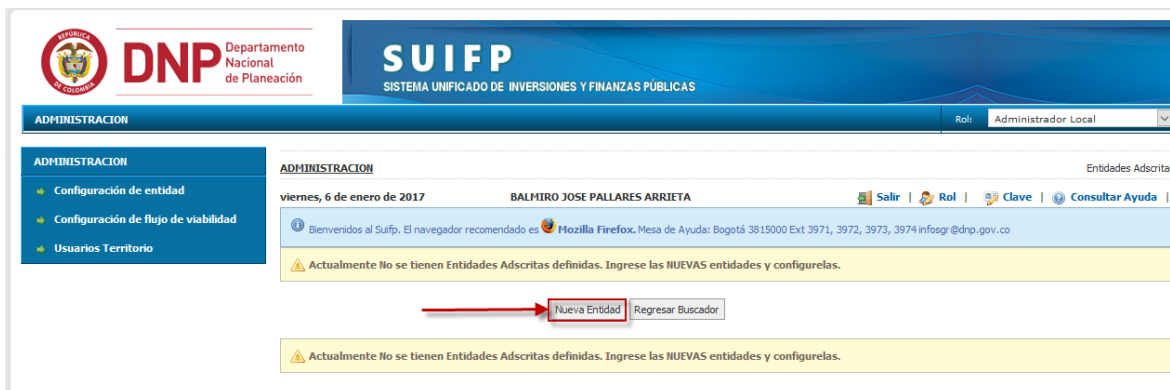 REPÚBLICA
DE COLOMBIA
DNP
Departamento
Nacional
de Planeación
SUIFP
SISTEMA UNIFICADO DE INVERSIONES Y FINANZAS PÚBLICAS
ADMINISTRACION Rol: Administrador Local
ADMINISTRACION
Configuración de entidad
Configuración de flujo de viabilidad
Usuarios Territorio
ADMINISTRACION Entidades Adscrita
viernes, 6 de enero de 2017 BALMIRO JOSE PALLARES ARRIETA Salir | Rol | Clave | Consultar Ayuda |
Bienvenidos al Suifp. El navegador recomendado es Mozilla Firefox. Mesa de Ayuda: Bogotá 3815000 Ext 3971, 3972, 3973, 3974 infosgr@dnp.gov.co
Actualmente No se tienen Entidades Adscritas definidas. Ingrese las NUEVAS entidades y configurelas.
Nueva Entidad Regresar Buscador
Actualmente No se tienen Entidades Adscritas definidas. Ingrese las NUEVAS entidades y configurelas.